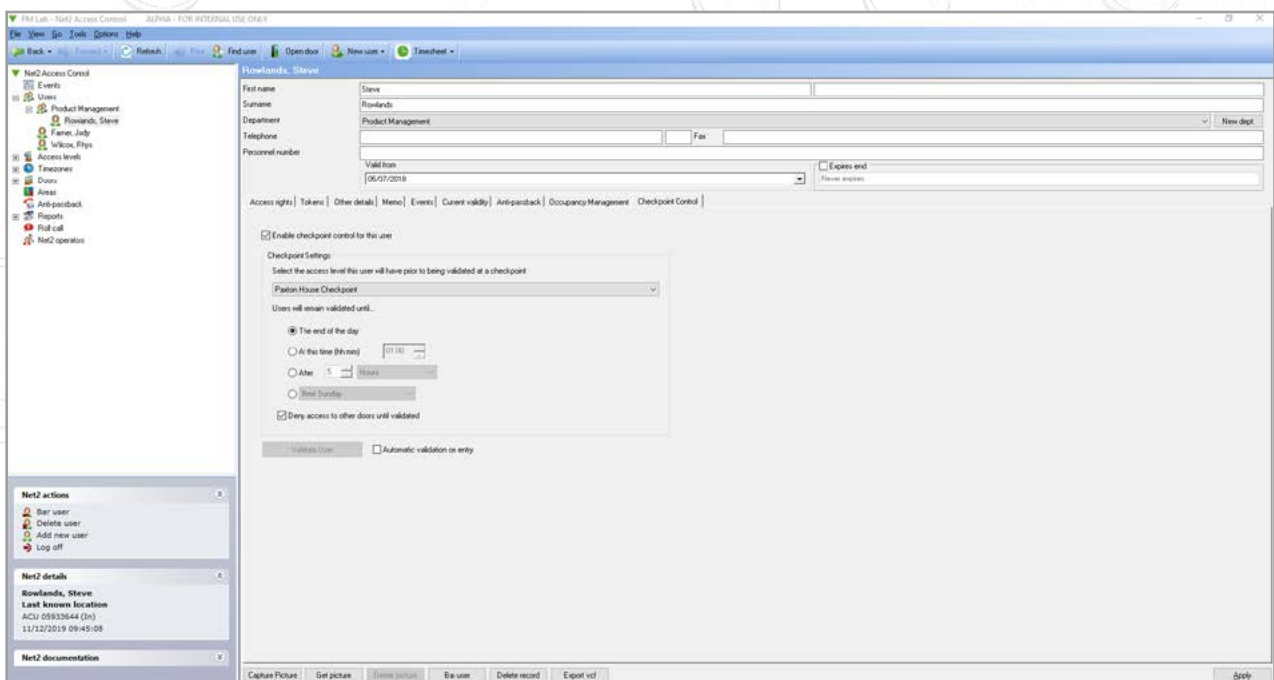 PM Lab - Net2 Access Control ALPHA - FOR INTERNAL USE ONLY
File View Go Tools Options Help
Back Forward Refresh Print Find user Open door New user Timesheet
Net2 Access Control
Events
Users
Product Management
Rowlands, Steve
Farrer, Jody
Wilcox, Rhys
Access levels
Timezones
Doors
Areas
Anti-passback
Reports
Roll call
Net2 operators
Net2 actions
Bar user
Delete user
Add new user
Log off
Net2 details
Rowlands, Steve
Last known location
ACU 05933644 (In)
11/12/2019 09:45:08
Net2 documentation
Rowlands, Steve
First name Steve
Surname Rowlands
Department Product Management New dept
Telephone Fax
Personnel number
Valid from Expires end
06/07/2018 Never expires
Access rights Tokens Other details Memo Events Current validity Anti-passback Occupancy Management Checkpoint Control
Enable checkpoint control for this user
Checkpoint Settings
Select the access level this user will have prior to being validated at a checkpoint
Paxton House Checkpoint
Users will remain validated until...
The end of the day
At this time (hh:mm) 01:00
After 5 Hours
Next Sunday
Deny access to other doors until validated
Validate User Automatic validation on entry
Capture Picture Get picture Delete picture Bar user Delete record Export vcf Apply